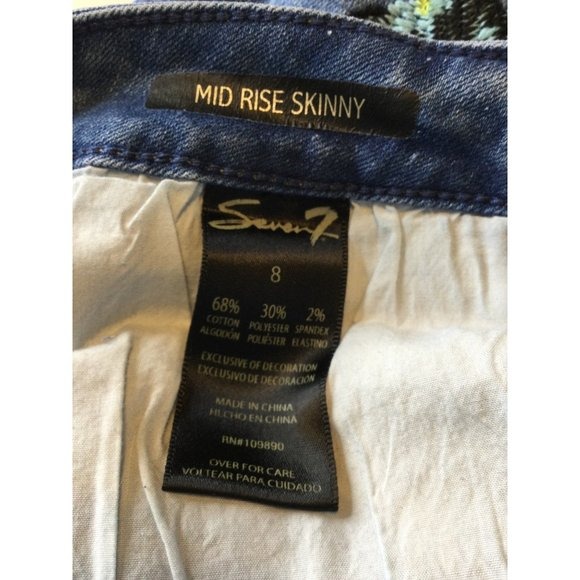 MID RISE SKINNY
Seven7
8
68% 30% 2%
COTTON POLYESTER SPANDEX
ALGODÓN POLIÉSTER ELASTINO
EXCLUSIVE OF DECORATION
EXCLUSIVO DE DECORACIÓN
MADE IN CHINA
HECHO EN CHINA
RN#109890
OVER FOR CARE
VOLTEAR PARA CUIDADO